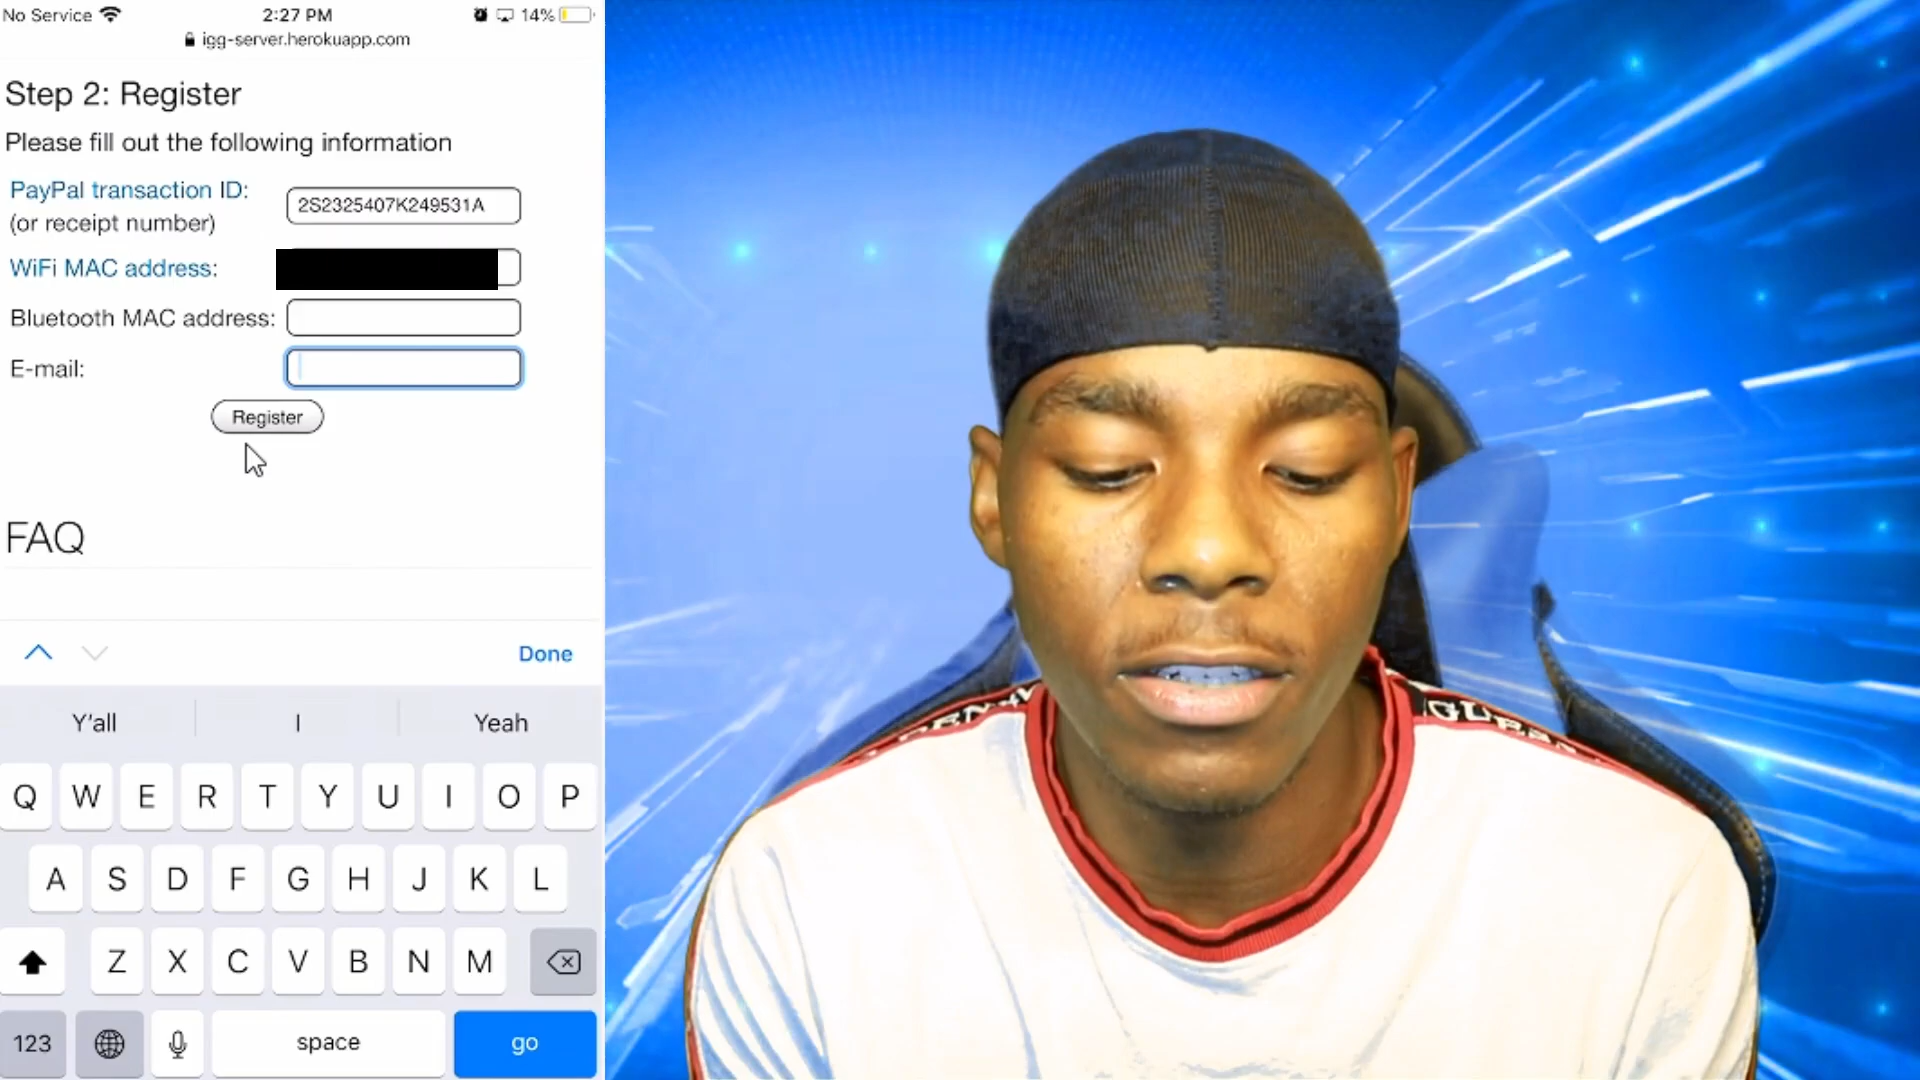 No Service 2:27 PM 14%
igg-server.herokuapp.com
Step 2: Register
Please fill out the following information
PayPal transaction ID:
(or receipt number)
2S2325407K249531A
WiFi MAC address:
Bluetooth MAC address:
E-mail:
Register
FAQ
Done
Y'all I Yeah
Q W E R T Y U I O P
A S D F G H J K L
Z X C V B N M
123 space go